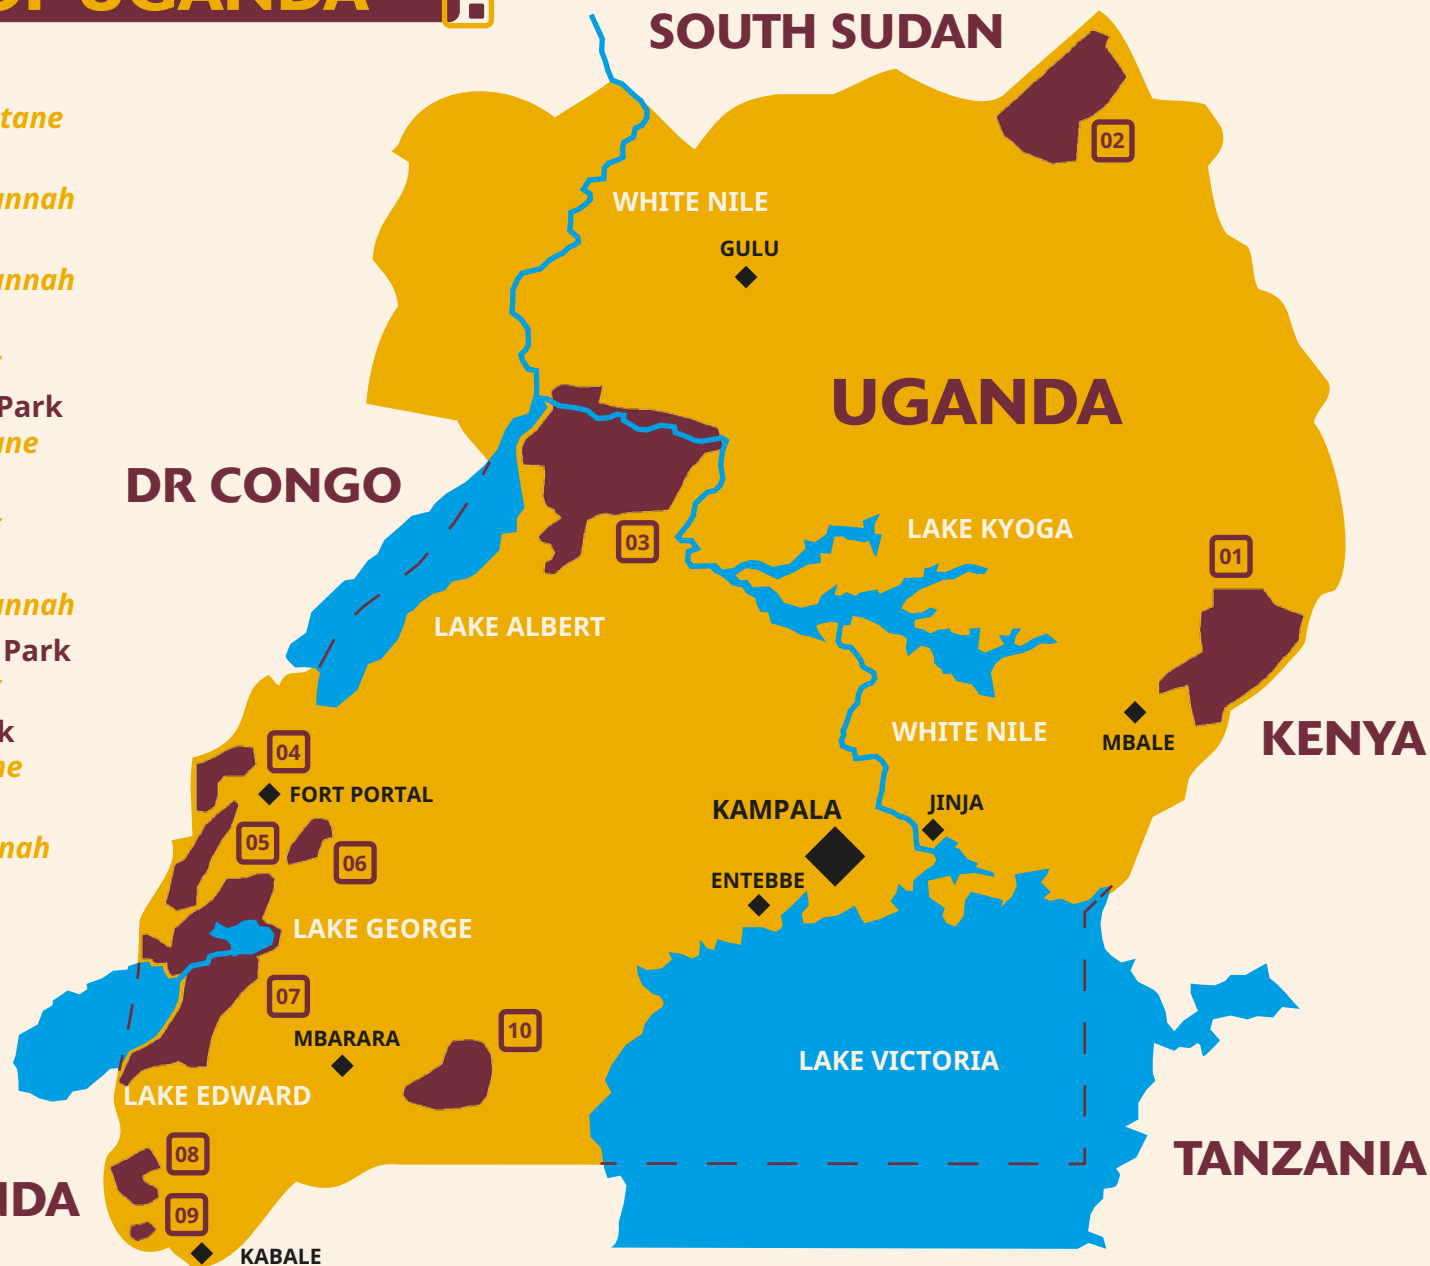 UGANDA
SOUTH SUDAN
Park
Park
02
WHITE NILE
GULU
UGANDA
DR CONGO
03
LAKE KYOGA
01
LAKE ALBERT
WHITE NILE
MBALE
KENYA
04
FORT PORTAL
KAMPALA
JINJA
05
06
ENTEBBE
LAKE GEORGE
07
MBARARA
10
LAKE VICTORIA
LAKE EDWARD
08
TANZANIA
09
KABALE